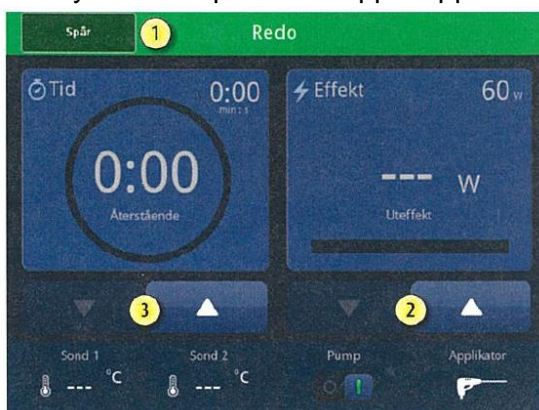 Spår
1
Redo
Tid
0:00
min : s
0:00
Återstående
Effekt
60 w
--- W
Uteffekt
3
2
Sond 1
--- °C
Sond 2
--- °C
Pump
Applikator